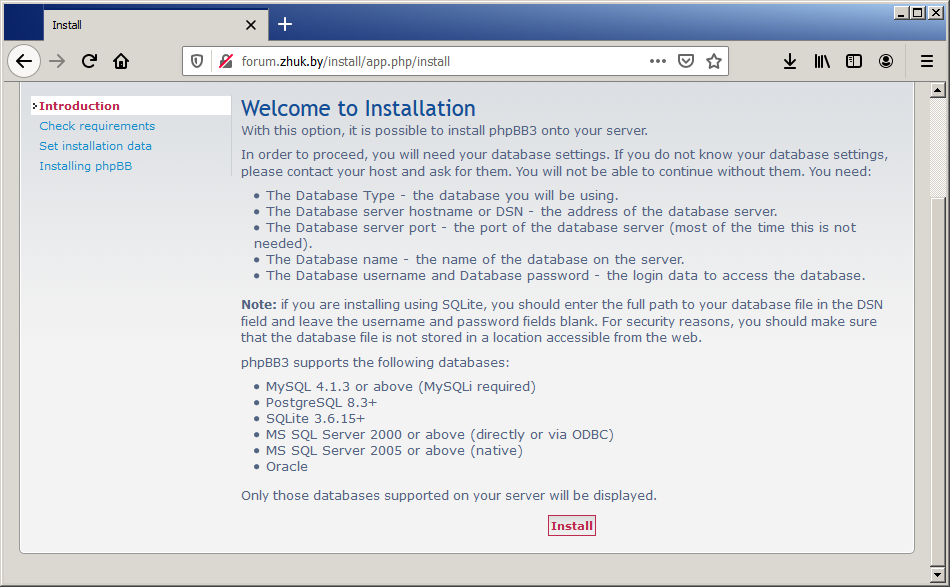 Install
forum.zhuk.by/install/app.php/install
Introduction
Check requirements
Set installation data
Installing phpBB
Welcome to Installation
With this option, it is possible to install phpBB3 onto your server.
In order to proceed, you will need your database settings. If you do not know your database settings,
please contact your host and ask for them. You will not be able to continue without them. You need:
• The Database Type - the database you will be using.
• The Database server hostname or DSN - the address of the database server.
• The Database server port - the port of the database server (most of the time this is not
needed).
• The Database name - the name of the database on the server.
• The Database username and Database password - the login data to access the database.
Note: if you are installing using SQLite, you should enter the full path to your database file in the DSN
field and leave the username and password fields blank. For security reasons, you should make sure
that the database file is not stored in a location accessible from the web.
phpBB3 supports the following databases:
• MySQL 4.1.3 or above (MySQLi required)
• PostgreSQL 8.3+
• SQLite 3.6.15+
• MS SQL Server 2000 or above (directly or via ODBC)
• MS SQL Server 2005 or above (native)
• Oracle
Only those databases supported on your server will be displayed.
Install